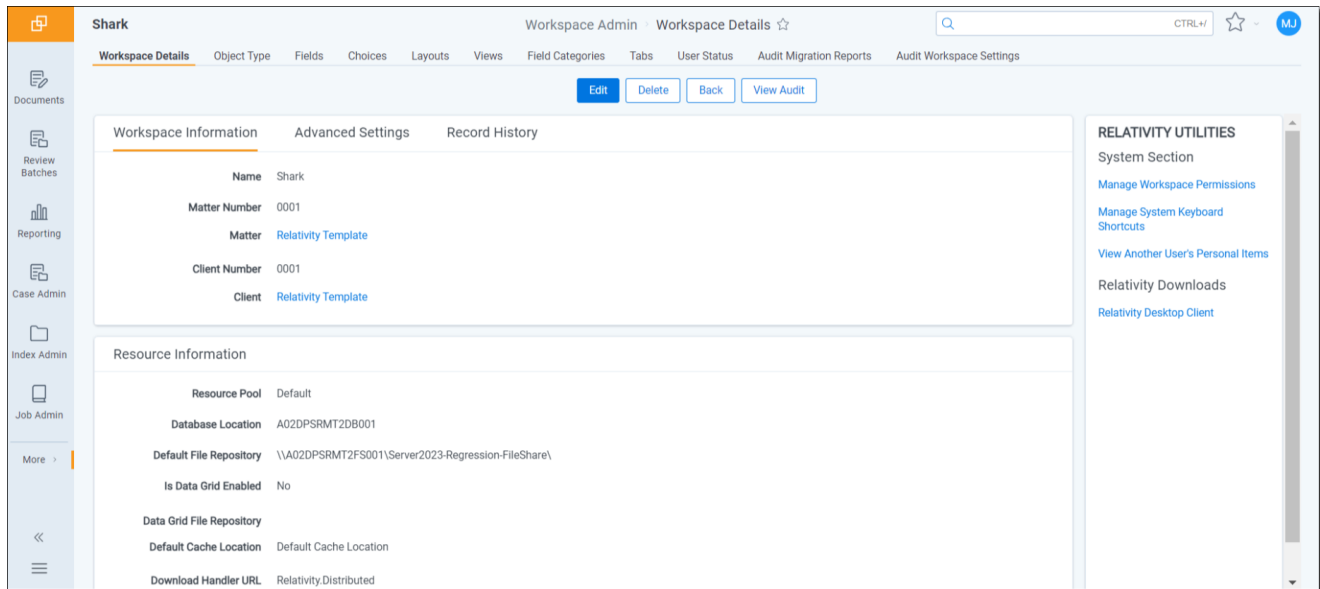 Shark
Workspace Admin Workspace Details
CTRL+/
MJ
Workspace Details Object Type Fields Choices Layouts Views Field Categories Tabs User Status Audit Migration Reports Audit Workspace Settings
Edit Delete Back View Audit
Documents
Review
Batches
Reporting
Case Admin
Index Admin
Job Admin
More
Workspace Information Advanced Settings Record History
Name Shark
Matter Number 0001
Matter Relativity Template
Client Number 0001
Client Relativity Template
Resource Information
Resource Pool Default
Database Location A02DPSRMT2DB001
Default File Repository \\A02DPSRMT2FS001\Server2023-Regression-FileShare\
Is Data Grid Enabled No
Data Grid File Repository
Default Cache Location Default Cache Location
Download Handler URL Relativity.Distributed
RELATIVITY UTILITIES
System Section
Manage Workspace Permissions
Manage System Keyboard
Shortcuts
View Another User's Personal Items
Relativity Downloads
Relativity Desktop Client